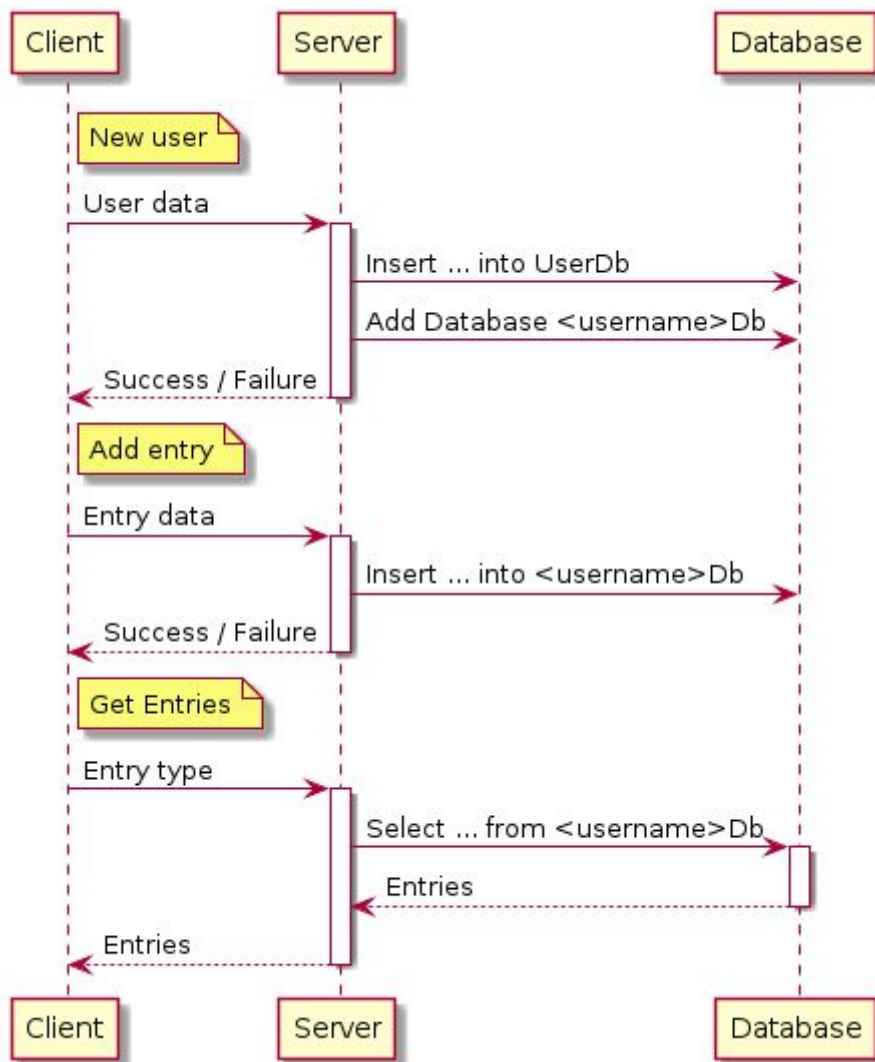 Client
Server
Database
New user
User data
Insert ... into UserDb
Add Database <username>Db
Success / Failure
Add entry
Entry data
Insert ... into <username>Db
Success / Failure
Get Entries
Entry type
Select ... from <username>Db
Entries
Entries
Client
Server
Database